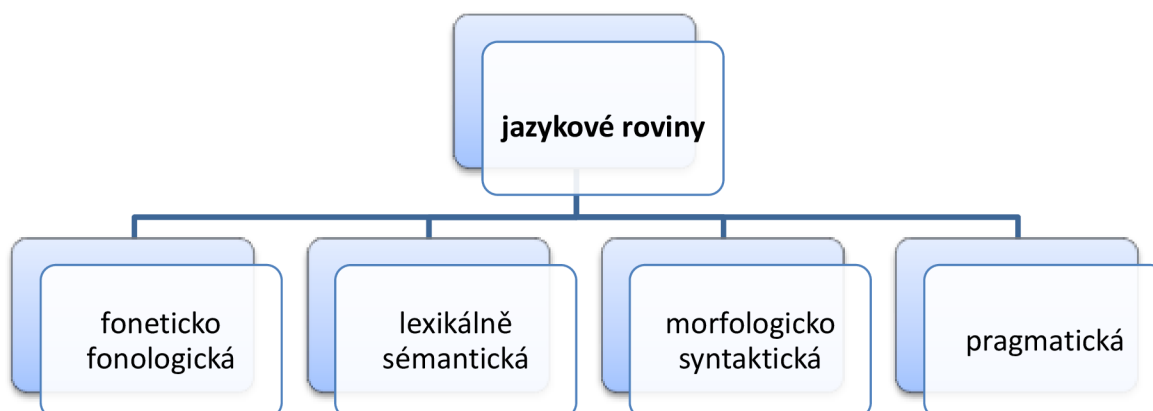 jazykové roviny
foneticko
fonologická
lexikálně
sémantická
morfologicko
syntaktická
pragmatická